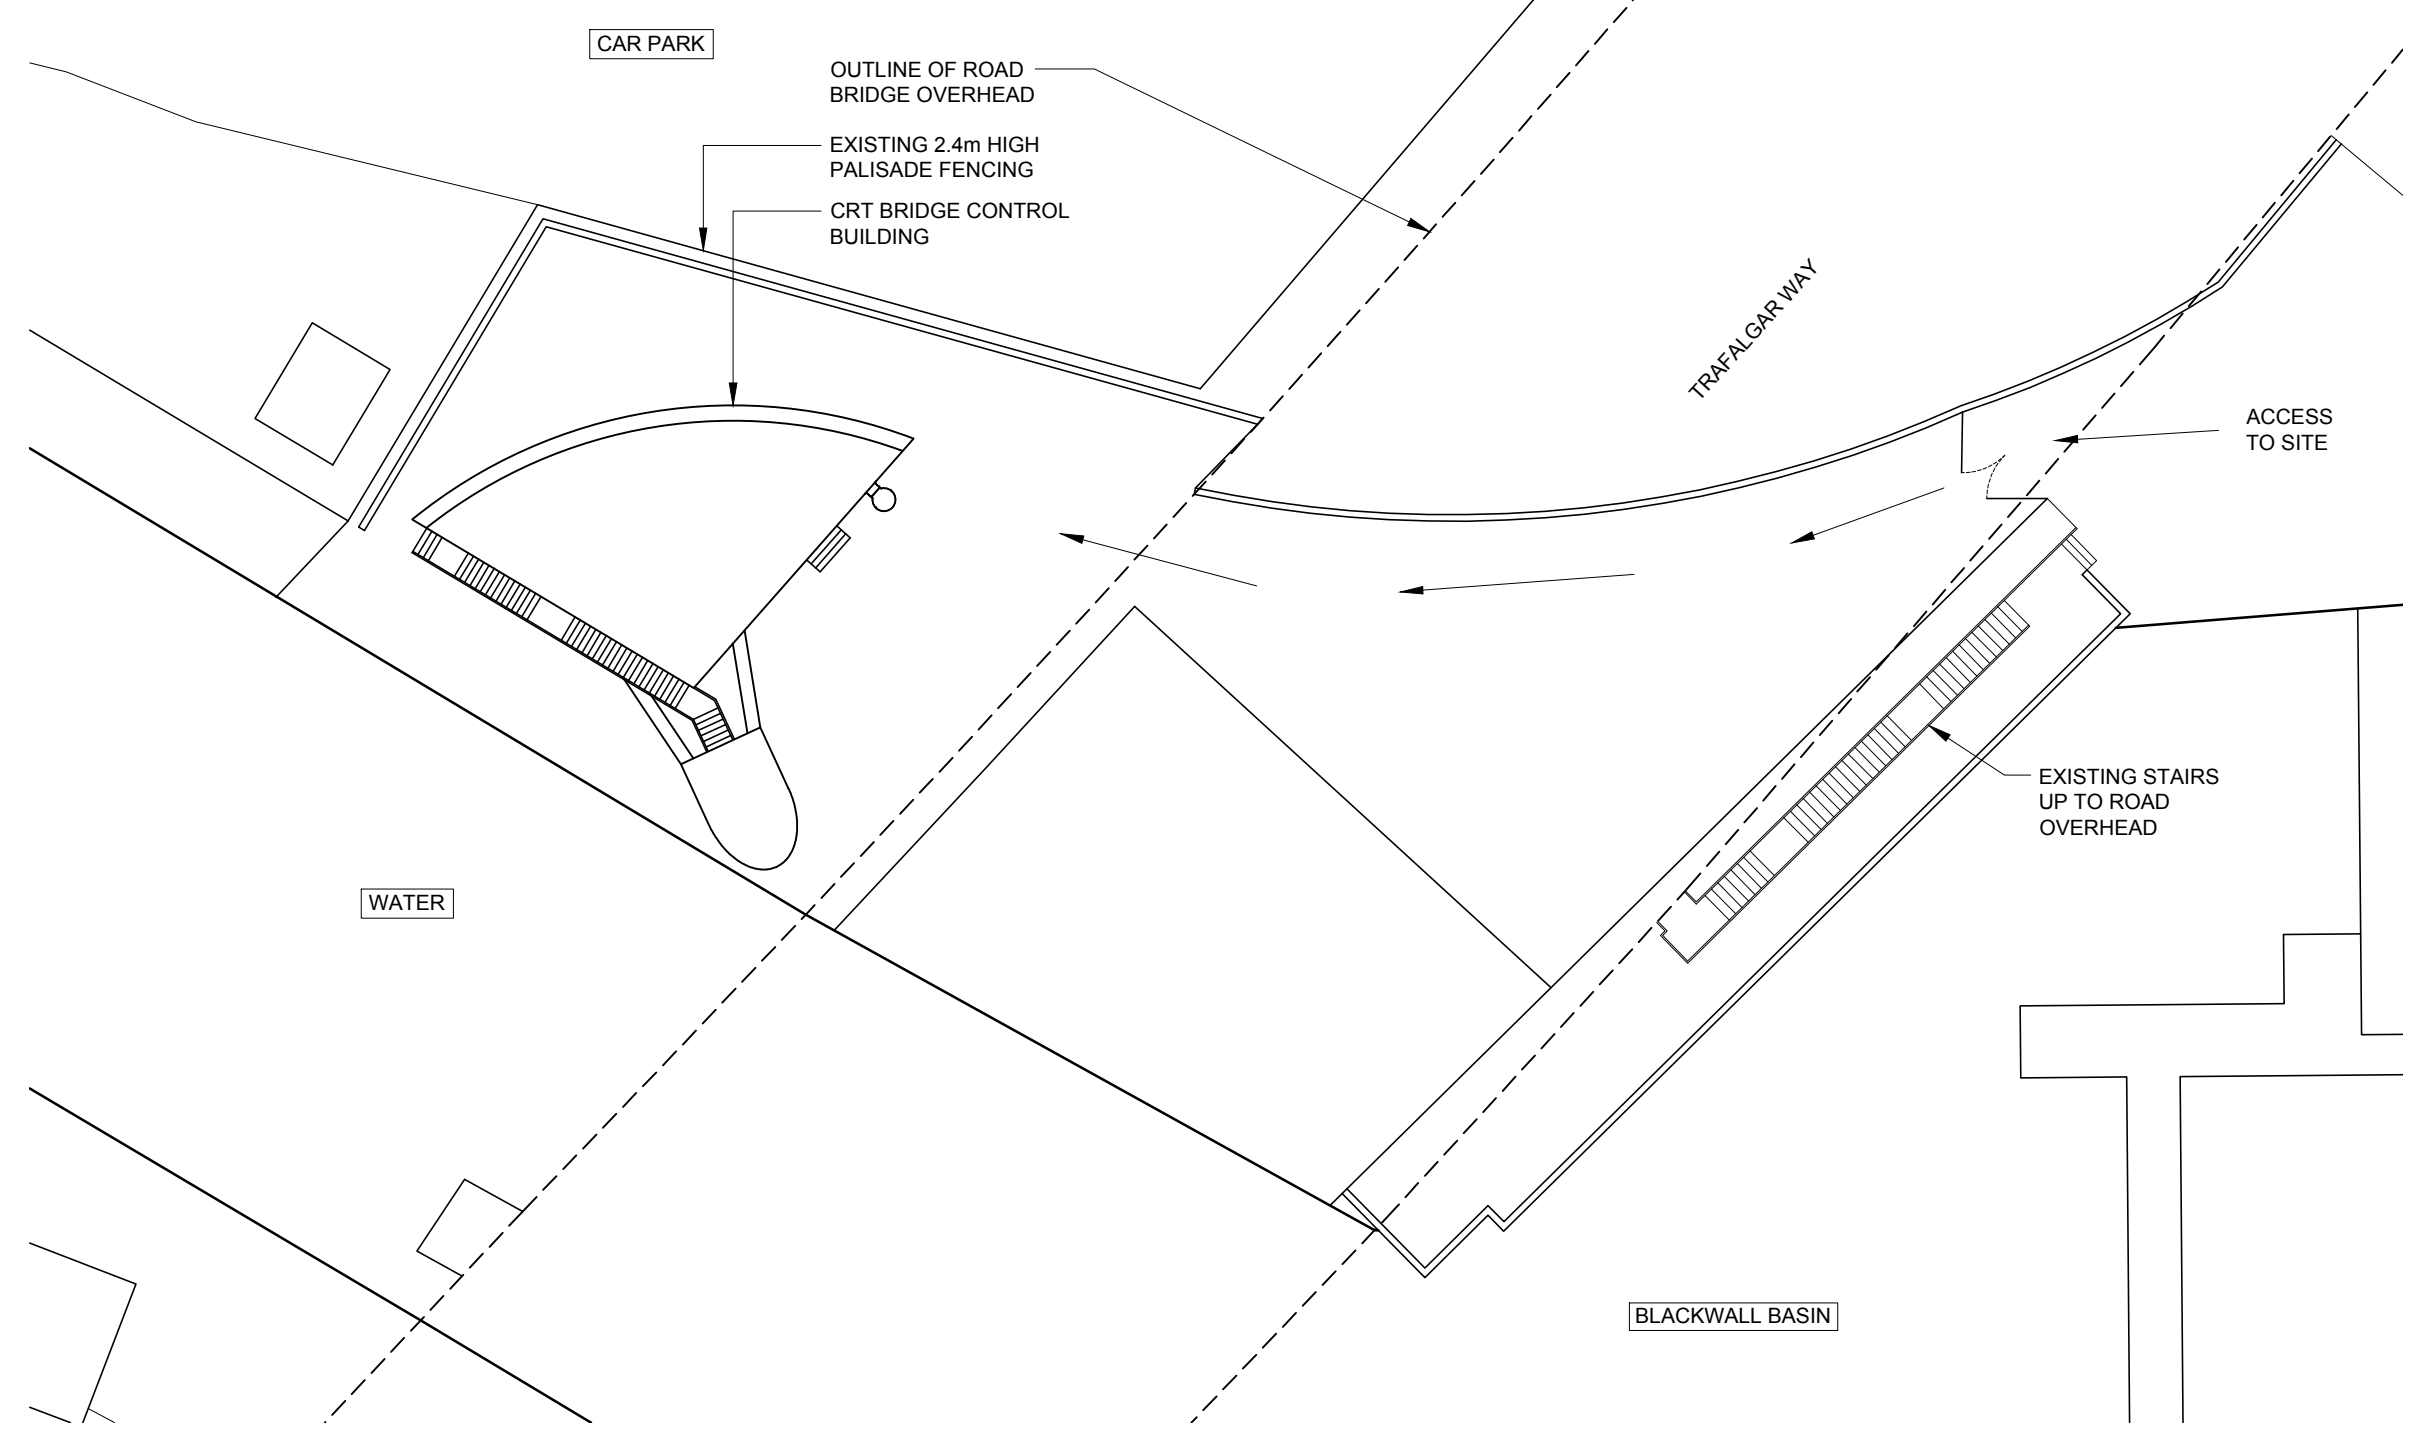 CAR PARK
OUTLINE OF ROAD
BRIDGE OVERHEAD
EXISTING 2.4m HIGH
PALISADE FENCING
CRT BRIDGE CONTROL
BUILDING
TRAFALGAR WAY
ACCESS
TO SITE
EXISTING STAIRS
UP TO ROAD
OVERHEAD
WATER
BLACKWALL BASIN